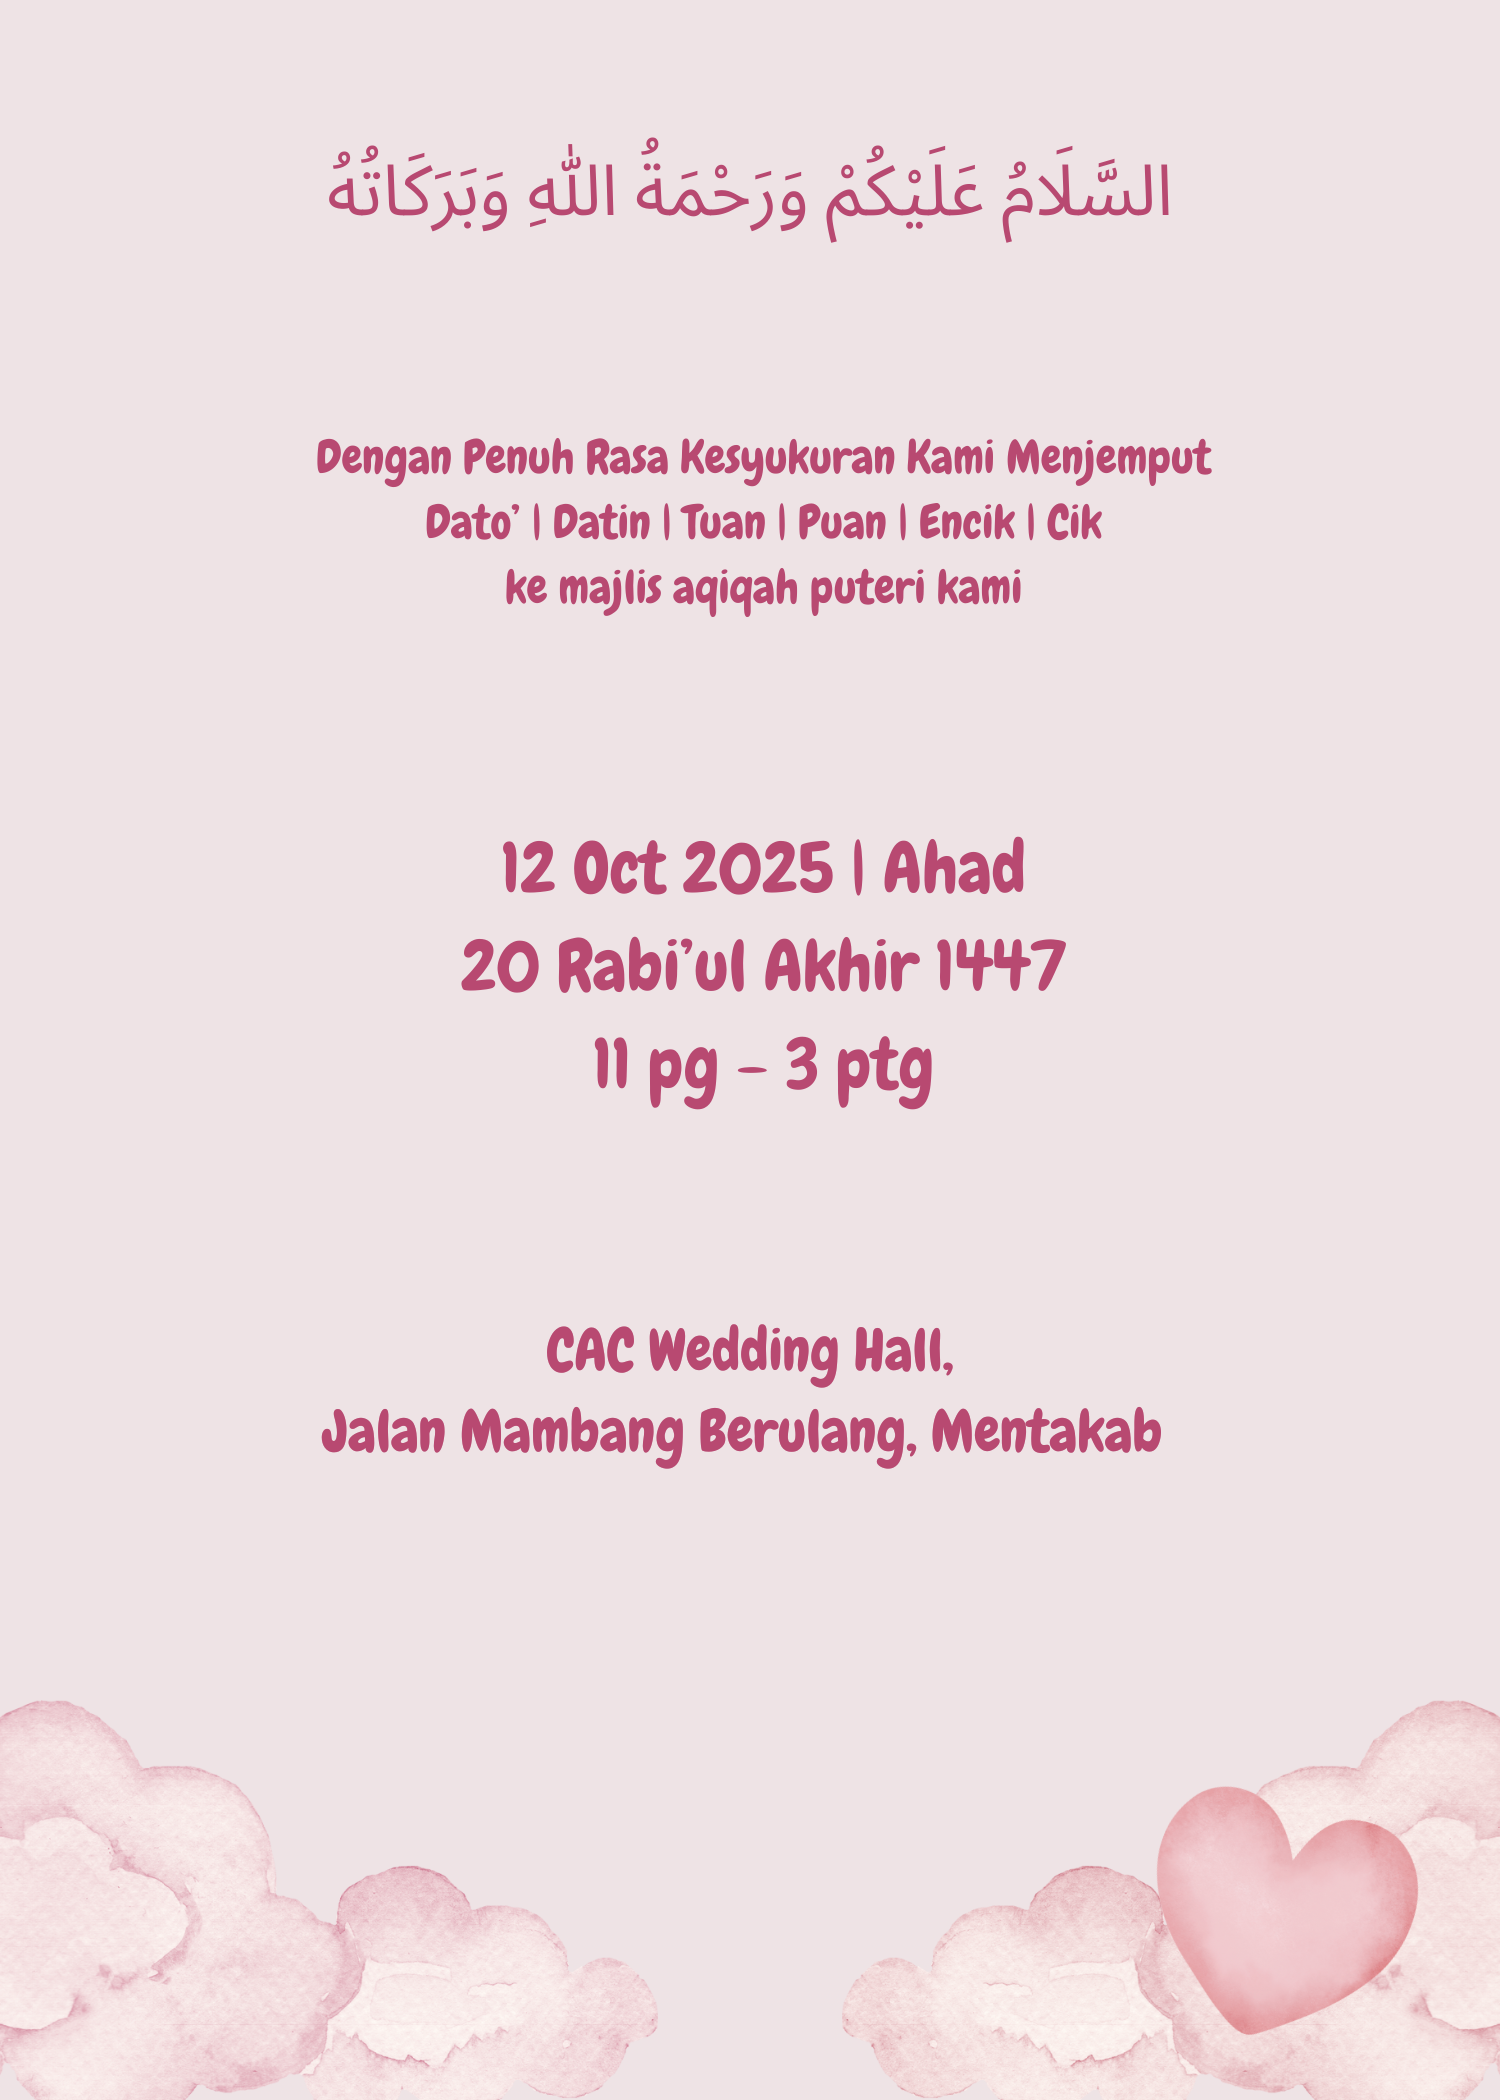 السَّلَامُ عَلَيْكُمْ وَرَحْمَةُ اللّٰهِ وَبَرَكَاتُهُ
Dengan Penuh Rasa Kesyukuran Kami Menjemput
Dato’ | Datin | Tuan | Puan | Encik | Cik
ke majlis aqiqah puteri kami
12 Oct 2025 | Ahad
20 Rabi’ul Akhir 1447
11 pg - 3 ptg
CAC Wedding Hall,
Jalan Mambang Berulang, Mentakab